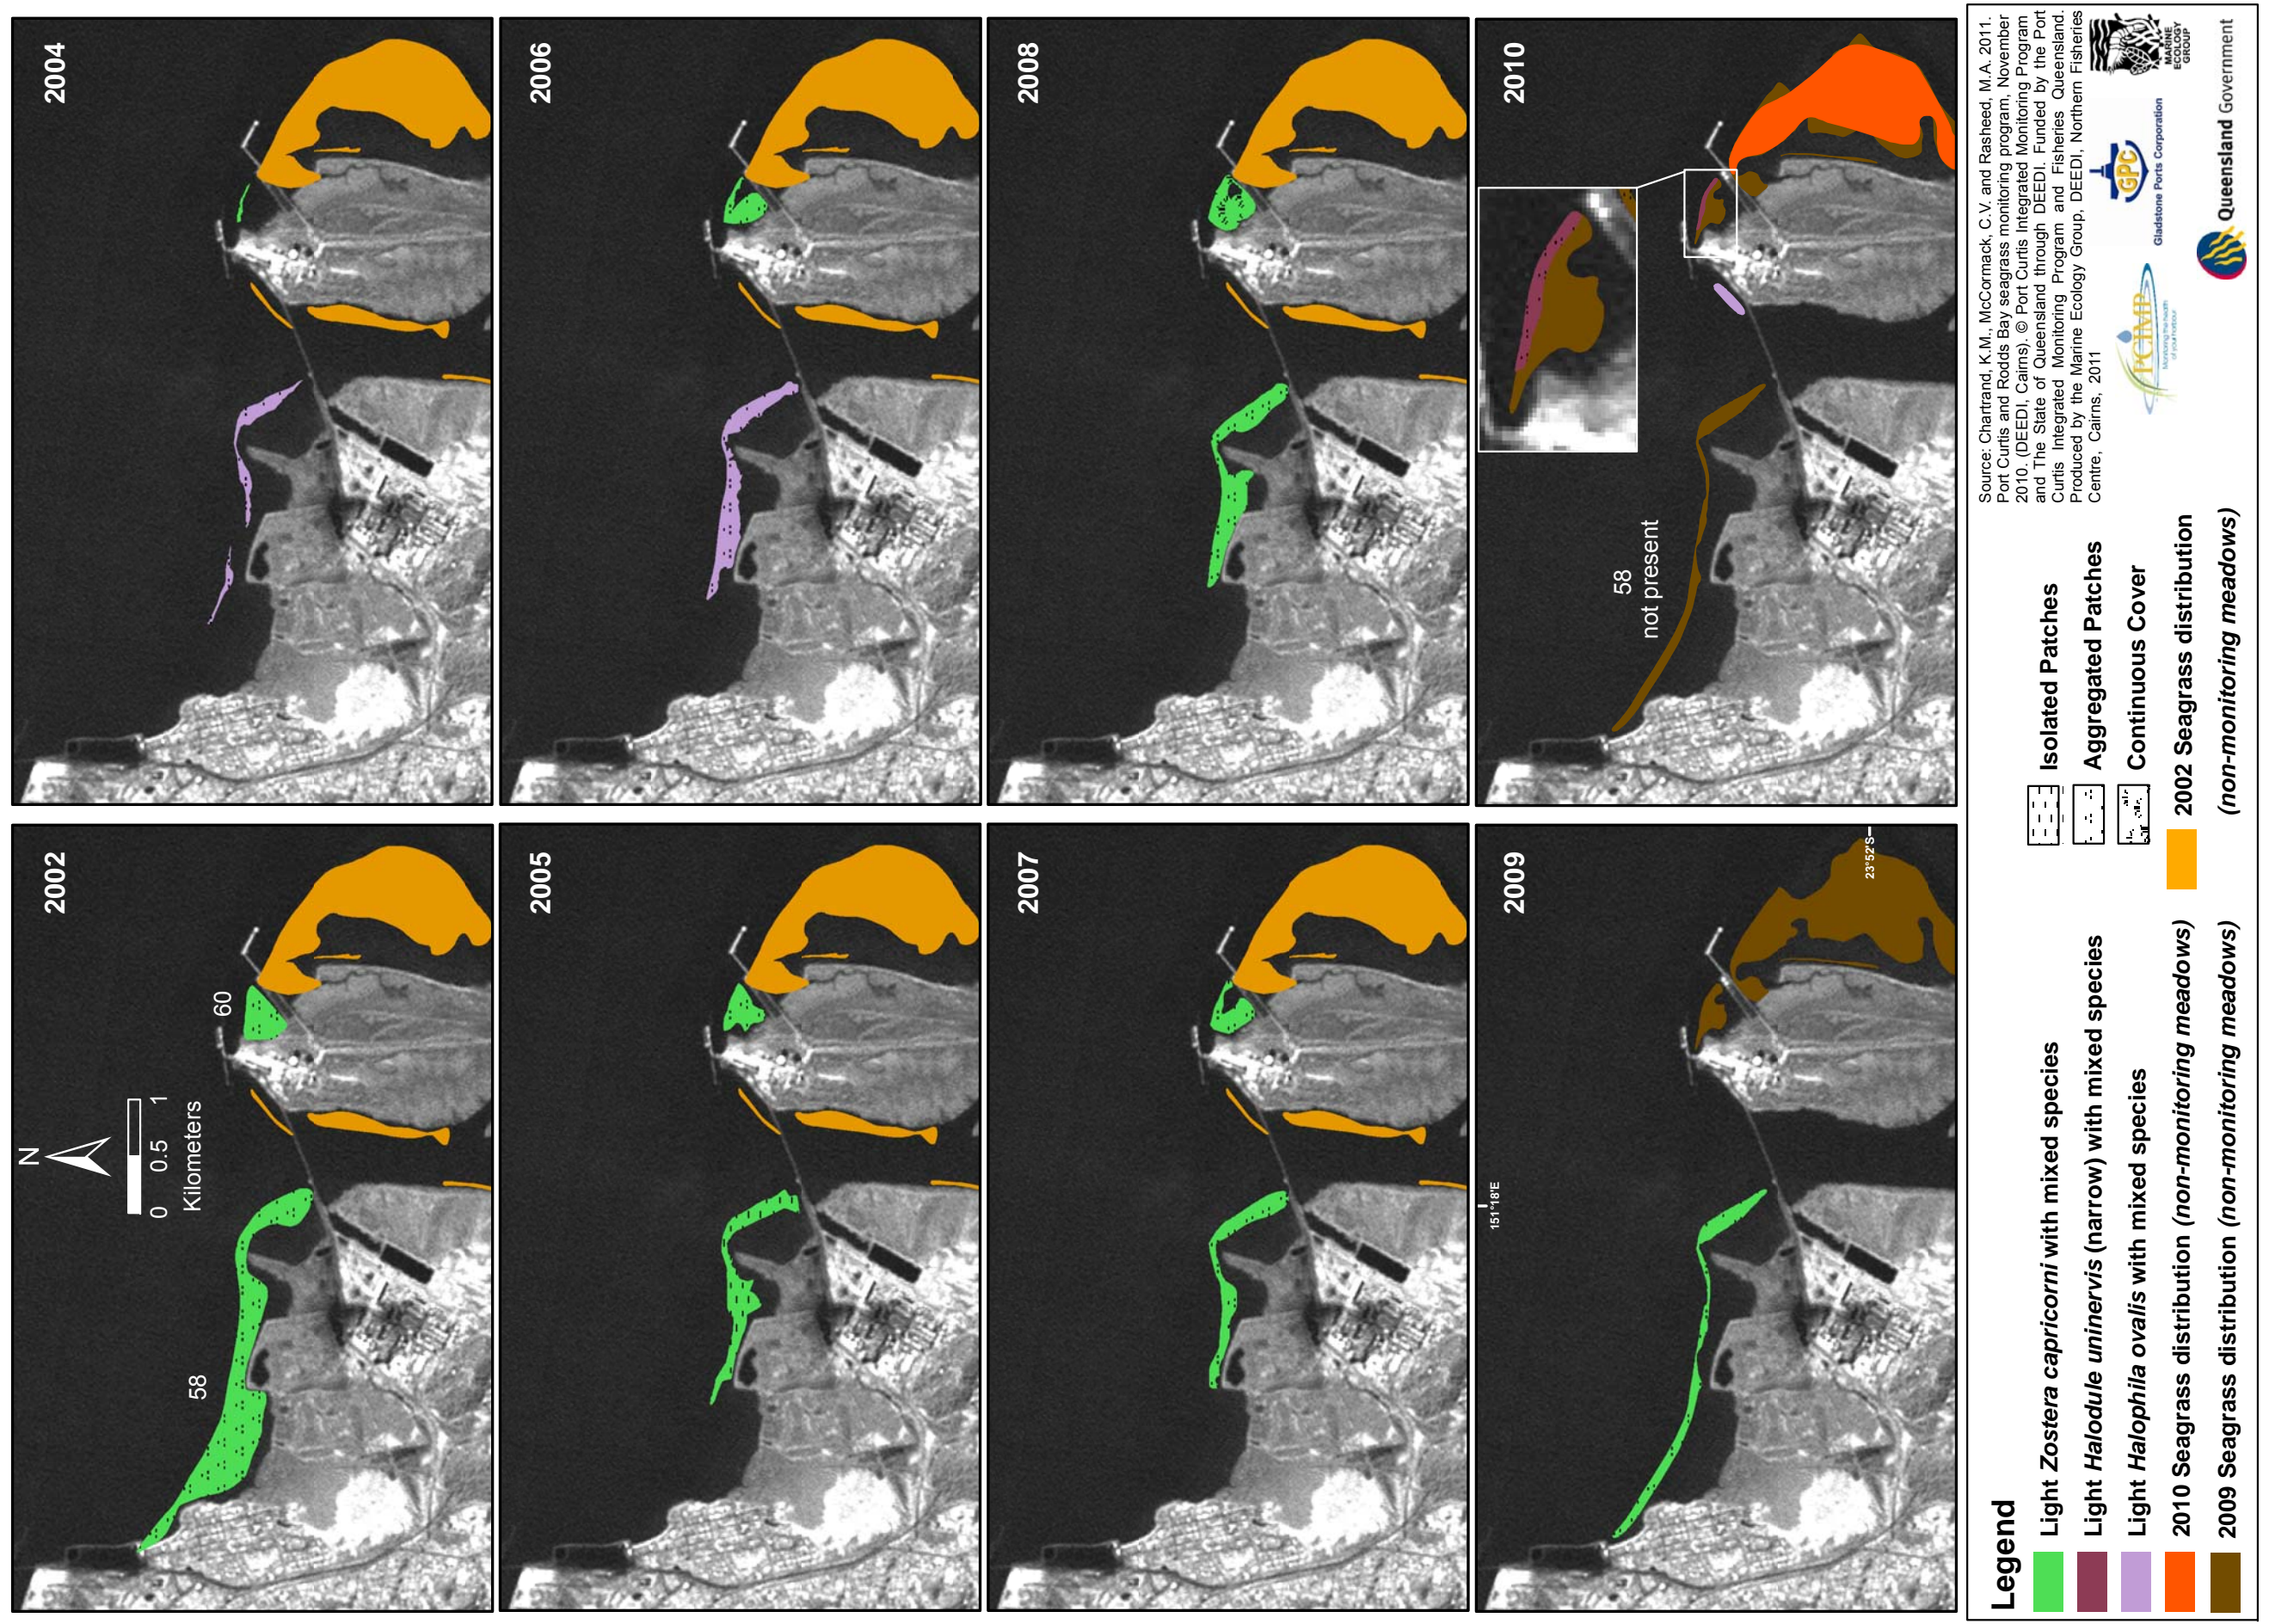 2002
N
0 0.5 1
Kilometers
58
60
2004
2005
2006
2007
2008
2009
151°18'E
23°52'S
2010
58
not present
Legend
Light Zostera capricorni with mixed species
Light Halodule uninervis (narrow) with mixed species
Light Halophila ovalis with mixed species
2010 Seagrass distribution (non-monitoring meadows)
2009 Seagrass distribution (non-monitoring meadows)
Isolated Patches
Aggregated Patches
Continuous Cover
2002 Seagrass distribution
(non-monitoring meadows)
Source: Chartrand, K.M., McCormack, C.V. and Rasheed, M.A. 2011.
Port Curtis and Rodds Bay seagrass monitoring program, November
2010. (DEEDI, Cairns). © Port Curtis Integrated Monitoring Program
and The State of Queensland through DEEDI. Funded by the Port
Curtis Integrated Monitoring Program and Fisheries Queensland.
Produced by the Marine Ecology Group, DEEDI, Northern Fisheries
Centre, Cairns, 2011
PCIMP
Monitoring the health
of your harbour
GPC
Gladstone Ports Corporation
MARINE
ECOLOGY
GROUP
Queensland Government